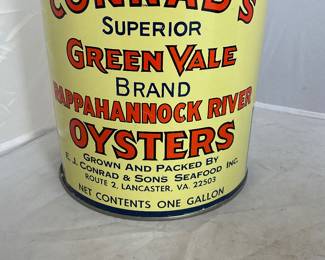 CONRAD'S
SUPERIOR
GREEN VALE
BRAND
RAPPAHANNOCK RIVER
OYSTERS
GROWN AND PACKED BY
E. J. CONRAD & SONS SEAFOOD INC.
ROUTE 2, LANCASTER, VA. 22503
NET CONTENTS ONE GALLON